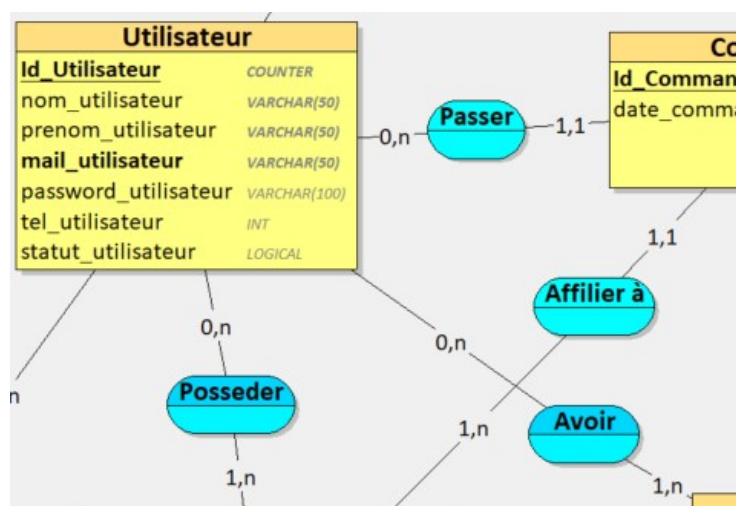 Utilisateur
Id_Utilisateur COUNTER
nom_utilisateur VARCHAR(50)
prenom_utilisateur VARCHAR(50)
mail_utilisateur VARCHAR(50)
password_utilisateur VARCHAR(100)
tel_utilisateur INT
statut_utilisateur LOGICAL
0,n
Passer
1,1
Co
Id_Comman
date_comma
1,1
Affilier à
0,n
0,n
n
Posseder
Avoir
1,n
1,n
1,n